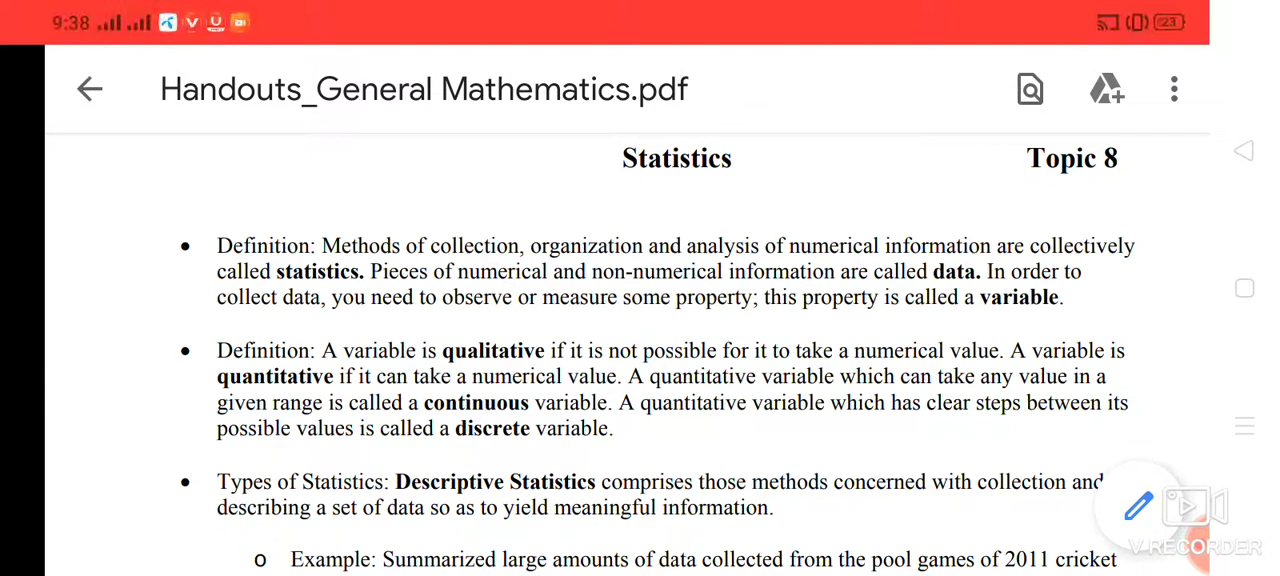 9:38
23
Handouts_General Mathematics.pdf
Statistics Topic 8
• Definition: Methods of collection, organization and analysis of numerical information are collectively
called statistics. Pieces of numerical and non-numerical information are called data. In order to
collect data, you need to observe or measure some property; this property is called a variable.
• Definition: A variable is qualitative if it is not possible for it to take a numerical value. A variable is
quantitative if it can take a numerical value. A quantitative variable which can take any value in a
given range is called a continuous variable. A quantitative variable which has clear steps between its
possible values is called a discrete variable.
• Types of Statistics: Descriptive Statistics comprises those methods concerned with collection and
describing a set of data so as to yield meaningful information.
o Example: Summarized large amounts of data collected from the pool games of 2011 cricket
V RECORDER